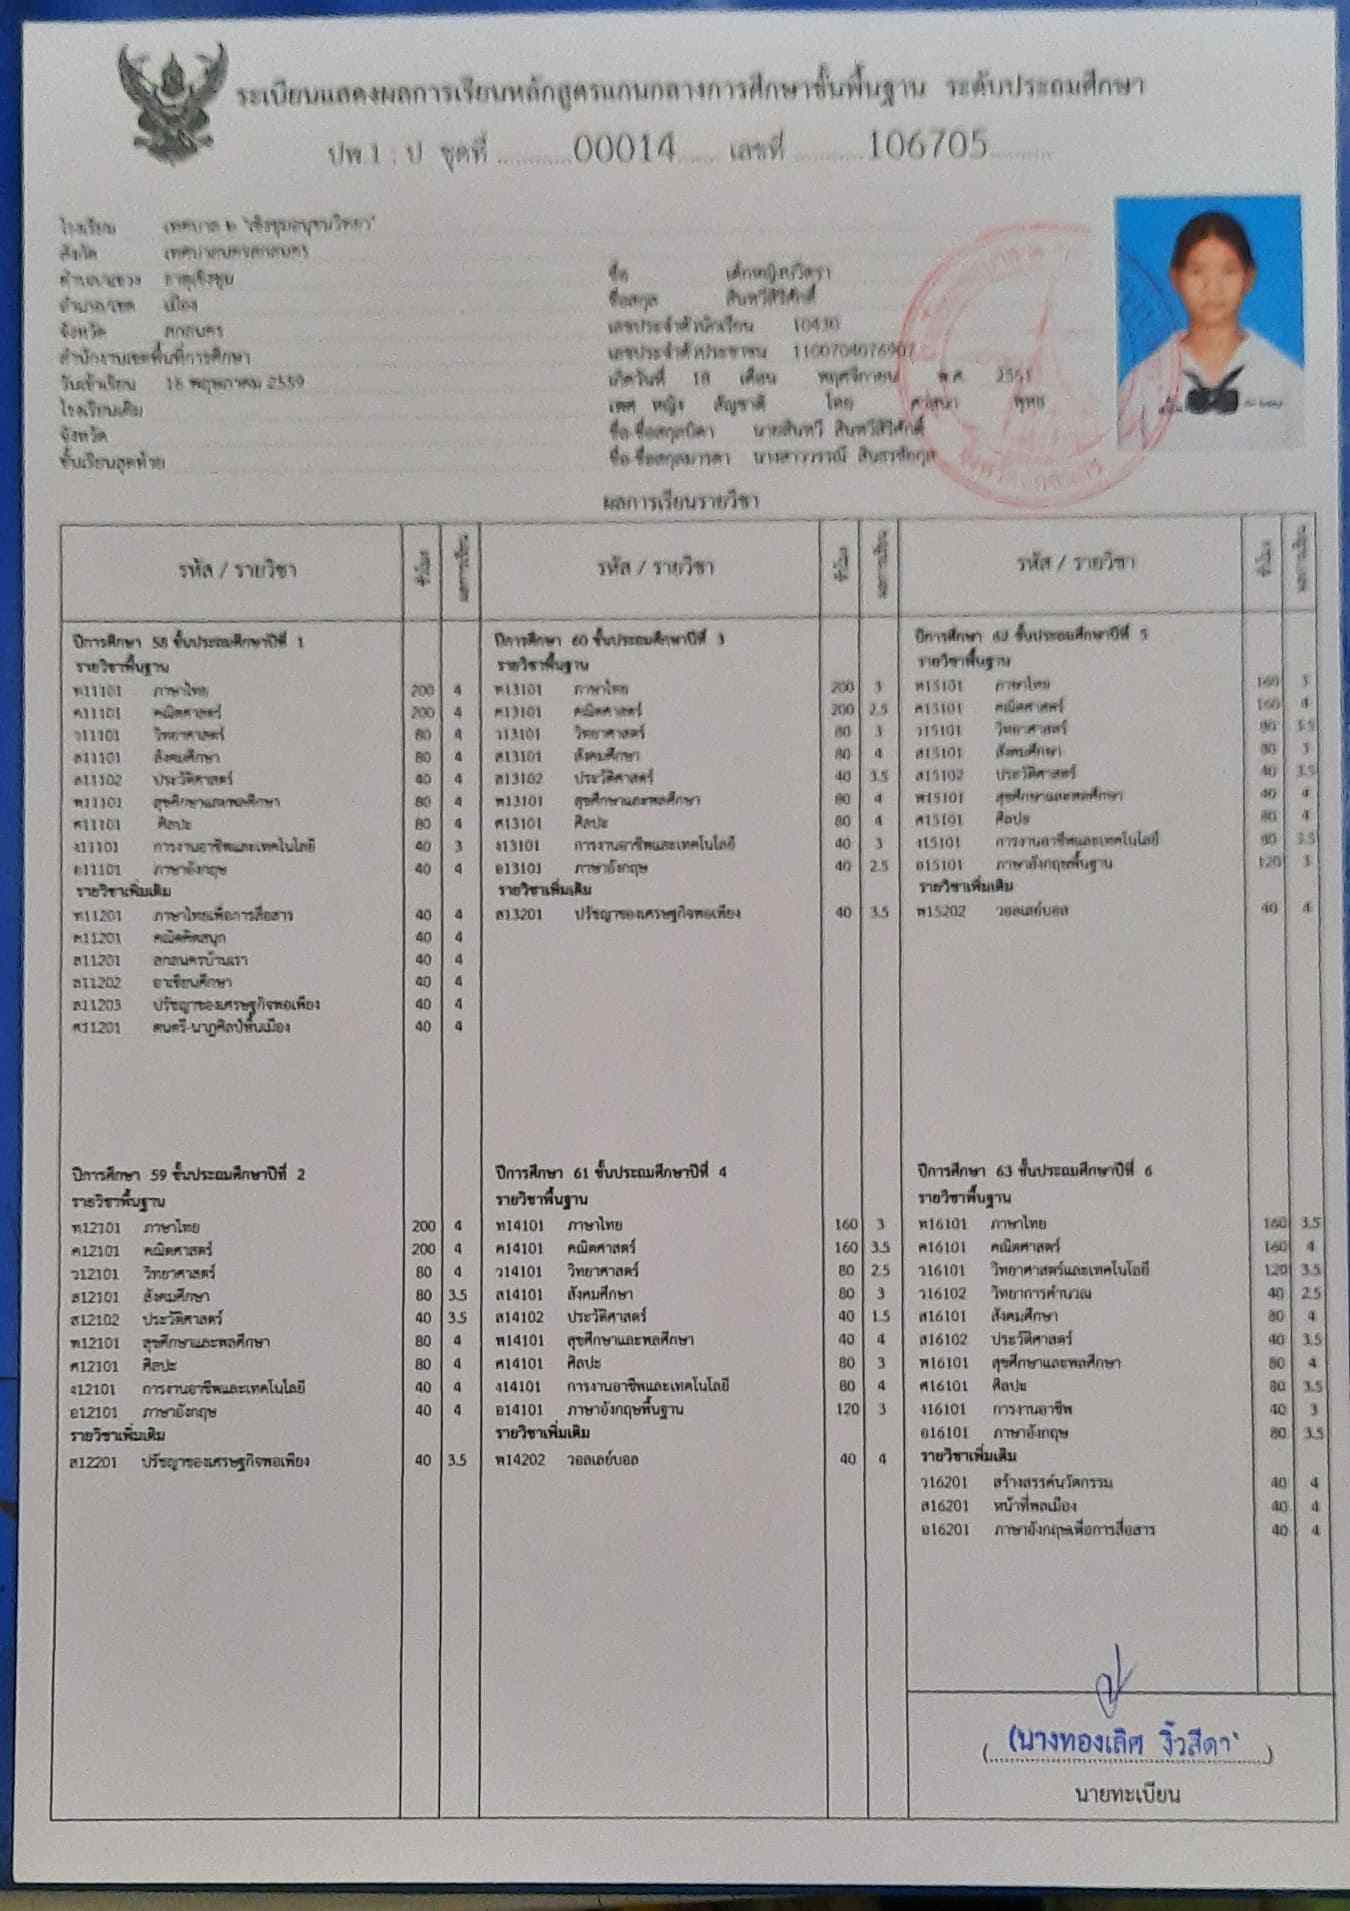 ระเบียนแสดงผลการเรียนหลักสูตรแกนกลางการศึกษาขั้นพื้นฐาน ระดับประถมศึกษา
ปพ.1 : ป ชุดที่ 00014 เลขที่ 106705
โรงเรียน เทศบาล ๒ "เชิงชุมอนุชนวิทยา"
สังกัด เทศบาลนครสกลนคร
ตำบล/แขวง ธาตุเชิงชุม
อำเภอ/เขต เมือง
จังหวัด สกลนคร
สำนักงานเขตพื้นที่การศึกษา
วันเข้าเรียน 16 พฤษภาคม 2559
โรงเรียนเดิม
จังหวัด
ชั้นเรียนสุดท้าย
ชื่อ
ชื่อสกุล สินทวีสิวศักดิ์
เลขประจำตัวนักเรียน 10430
เลขประจำตัวประชาชน 1100704076907
เกิดวันที่ 18 เดือน พฤศจิกายน พ.ศ. 2551
เพศ หญิง สัญชาติ ไทย ศาสนา พุทธ
ชื่อ-ชื่อสกุลบิดา นายสินทวี
ชื่อ-ชื่อสกุลมารดา นางสาววรรณี
ผลการเรียนรายวิชา
รหัส / รายวิชา ชั่วโมง ผลการเรียน รหัส / รายวิชา ชั่วโมง ผลการเรียน รหัส / รายวิชา ชั่วโมง ผลการเรียน
ปีการศึกษา 58 ชั้นประถมศึกษาปีที่ 1
รายวิชาพื้นฐาน
ท11101 ภาษาไทย 200 4
ค11101 คณิตศาสตร์ 200 4
ว11101 วิทยาศาสตร์ 80 4
ส11101 สังคมศึกษา 80 4
ส11102 ประวัติศาสตร์ 40 4
พ11101 สุขศึกษาและพลศึกษา 80 4
ศ11101 ศิลปะ 80 4
ง11101 การงานอาชีพและเทคโนโลยี 40 3
อ11101 ภาษาอังกฤษ 40 4
รายวิชาเพิ่มเติม
ท11201 ภาษาไทยเพื่อการสื่อสาร 40 4
ค11201 คณิตคิดสนุก 40 4
ส11201 สกลนครบ้านเรา 40 4
ส11202 อาเซียนศึกษา 40 4
ส11203 ปรัชญาของเศรษฐกิจพอเพียง 40 4
ศ11201 ดนตรี-นาฏศิลป์พื้นเมือง 40 4
ปีการศึกษา 59 ชั้นประถมศึกษาปีที่ 2
รายวิชาพื้นฐาน
ท12101 ภาษาไทย 200 4
ค12101 คณิตศาสตร์ 200 4
ว12101 วิทยาศาสตร์ 80 4
ส12101 สังคมศึกษา 80 3.5
ส12102 ประวัติศาสตร์ 40 3.5
พ12101 สุขศึกษาและพลศึกษา 80 4
ศ12101 ศิลปะ 80 4
ง12101 การงานอาชีพและเทคโนโลยี 40 4
อ12101 ภาษาอังกฤษ 40 4
รายวิชาเพิ่มเติม
ส12201 ปรัชญาของเศรษฐกิจพอเพียง 40 3.5
ปีการศึกษา 60 ชั้นประถมศึกษาปีที่ 3
รายวิชาพื้นฐาน
ท13101 ภาษาไทย 200 3
ค13101 คณิตศาสตร์ 200 2.5
ว13101 วิทยาศาสตร์ 80 3
ส13101 สังคมศึกษา 80 4
ส13102 ประวัติศาสตร์ 40 3.5
พ13101 สุขศึกษาและพลศึกษา 80 4
ศ13101 ศิลปะ 80 4
ง13101 การงานอาชีพและเทคโนโลยี 40 3
อ13101 ภาษาอังกฤษ 40 2.5
รายวิชาเพิ่มเติม
ส13201 ปรัชญาของเศรษฐกิจพอเพียง 40 3.5
ปีการศึกษา 61 ชั้นประถมศึกษาปีที่ 4
รายวิชาพื้นฐาน
ท14101 ภาษาไทย 160 3
ค14101 คณิตศาสตร์ 160 3.5
ว14101 วิทยาศาสตร์ 80 2.5
ส14101 สังคมศึกษา 80 3
ส14102 ประวัติศาสตร์ 40 1.5
พ14101 สุขศึกษาและพลศึกษา 40 4
ศ14101 ศิลปะ 80 3
ง14101 การงานอาชีพและเทคโนโลยี 80 4
อ14101 ภาษาอังกฤษพื้นฐาน 120 3
รายวิชาเพิ่มเติม
พ14202 วอลเลย์บอล 40 4
ปีการศึกษา 62 ชั้นประถมศึกษาปีที่ 5
รายวิชาพื้นฐาน
ท15101 ภาษาไทย 160 3
ค15101 คณิตศาสตร์ 160 4
ว15101 วิทยาศาสตร์ 80 3.5
ส15101 สังคมศึกษา 80 3
ส15102 ประวัติศาสตร์ 40 3.5
พ15101 สุขศึกษาและพลศึกษา 40 4
ศ15101 ศิลปะ 80 4
ง15101 การงานอาชีพและเทคโนโลยี 80 3.5
อ15101 ภาษาอังกฤษพื้นฐาน 120 3
รายวิชาเพิ่มเติม
พ15202 วอลเลย์บอล 40 4
ปีการศึกษา 63 ชั้นประถมศึกษาปีที่ 6
รายวิชาพื้นฐาน
ท16101 ภาษาไทย 160 3.5
ค16101 คณิตศาสตร์ 160 4
ว16101 วิทยาศาสตร์และเทคโนโลยี 120 3.5
ว16102 วิทยาการคำนวณ 40 2.5
ส16101 สังคมศึกษา 80 4
ส16102 ประวัติศาสตร์ 40 3.5
พ16101 สุขศึกษาและพลศึกษา 80 4
ศ16101 ศิลปะ 80 3.5
ง16101 การงานอาชีพ 40 3
อ16101 ภาษาอังกฤษ 80 3.5
รายวิชาเพิ่มเติม
ว16201 สร้างสรรค์นวัตกรรม 40 4
ส16201 หน้าที่พลเมือง 40 4
อ16201 ภาษาอังกฤษเพื่อการสื่อสาร 40 4
(นางทองเลิศ งิ้วสีดา)
นายทะเบียน